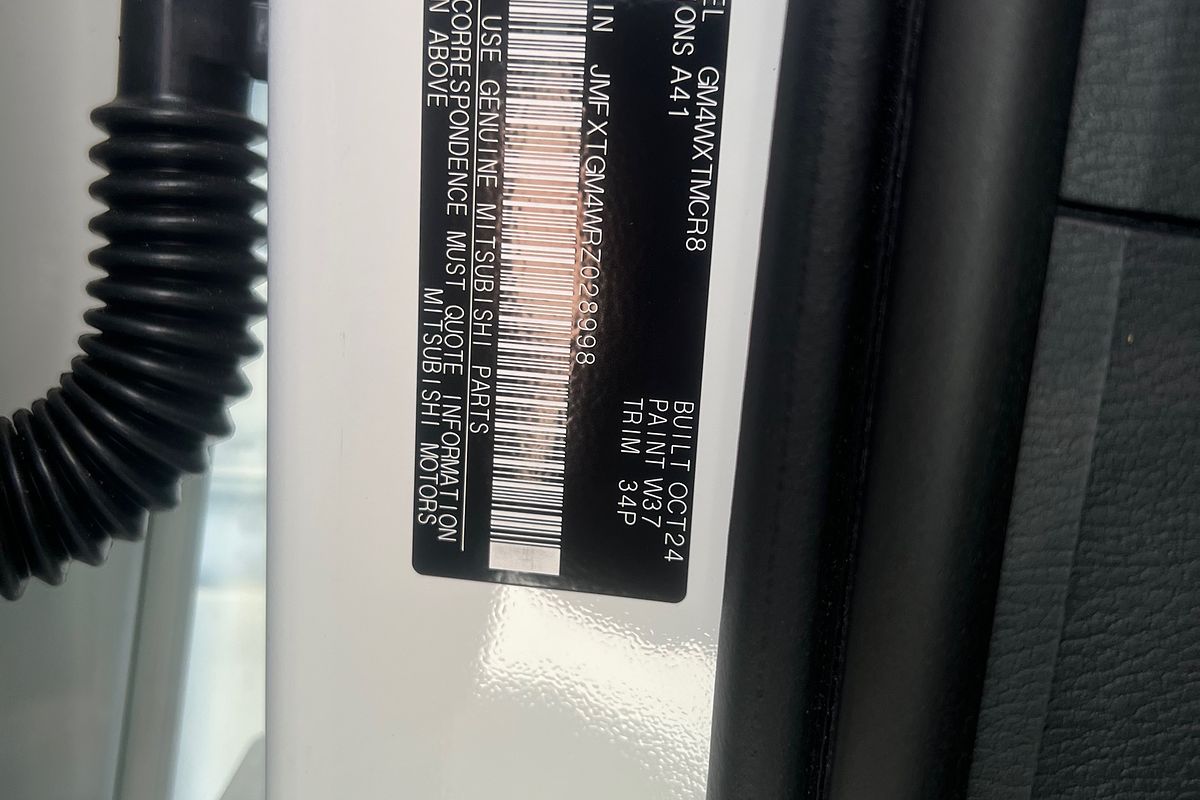 EL GM4WXTMCR8
ONS A41
BUILT OCT24
PAINT W37
TRIM 34P
IN JMFXTGM4WRZ028998
USE GENUINE MITSUBISHI PARTS
CORRESPONDENCE MUST QUOTE INFORMATION
N ABOVE MITSUBISHI MOTORS